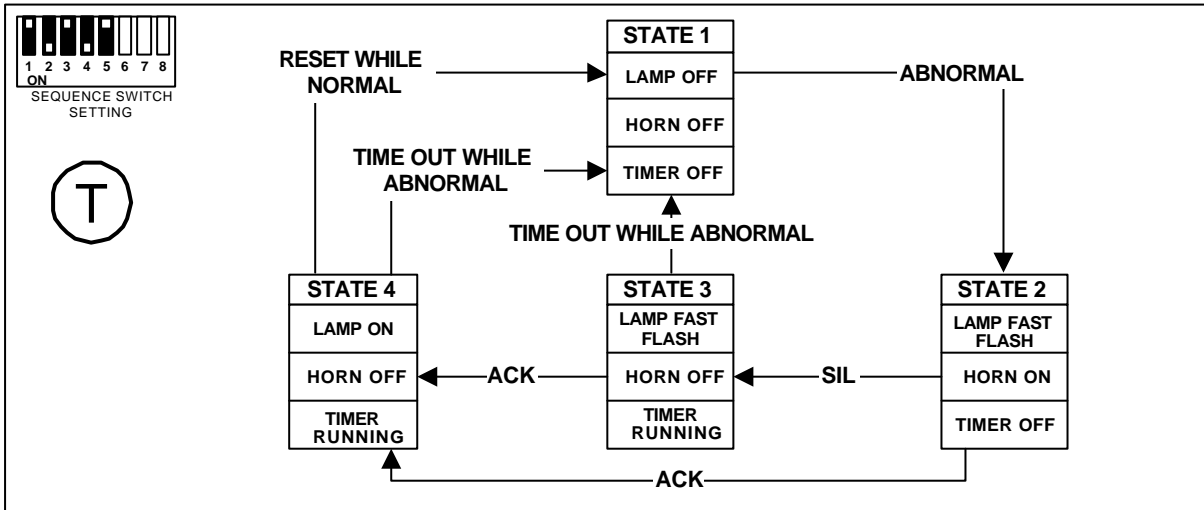 1 2 3 4 5 6 7 8
ON
SEQUENCE SWITCH
SETTING
T
RESET WHILE
NORMAL
STATE 1
LAMP OFF
HORN OFF
TIMER OFF
ABNORMAL
TIME OUT WHILE
ABNORMAL
TIME OUT WHILE ABNORMAL
STATE 4
LAMP ON
HORN OFF
TIMER
RUNNING
ACK
STATE 3
LAMP FAST
FLASH
HORN OFF
TIMER
RUNNING
SIL
STATE 2
LAMP FAST
FLASH
HORN ON
TIMER OFF
ACK